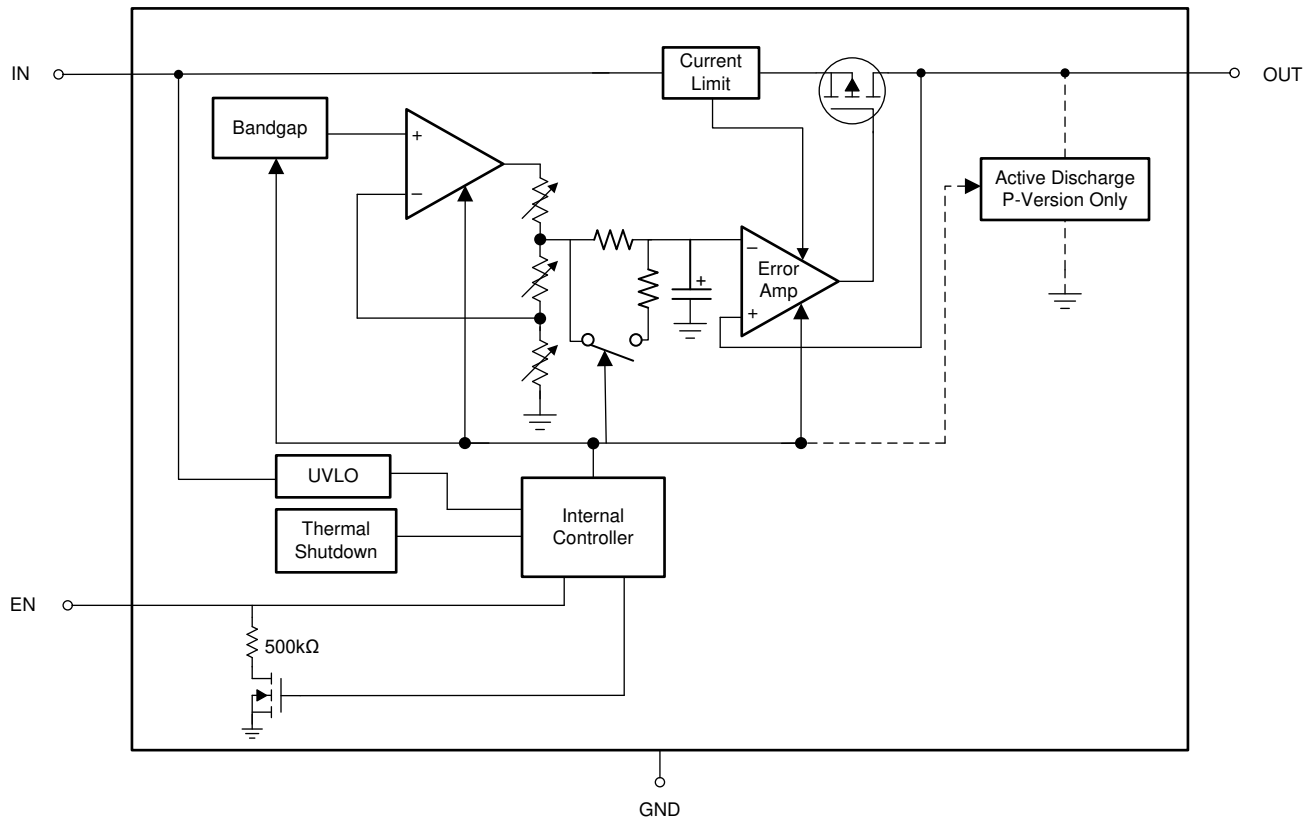 IN
Current
Limit
OUT
Bandgap
+
−
Active Discharge
P-Version Only
+
−
Error
Amp
+
UVLO
Thermal
Shutdown
Internal
Controller
EN
500kΩ
GND